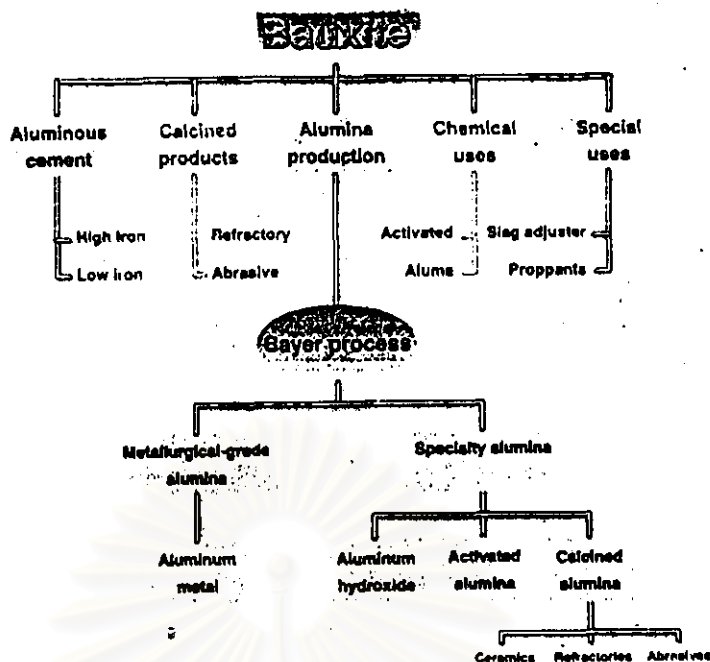 Bauxite
Aluminous
cement
Calcined
products
Alumina
production
Chemical
uses
Special
uses
High iron
Low iron
Refractory
Abrasive
Activated
Alums
Slag adjuster
Proppants
Bayer process
Metallurgical-grade
alumina
Specialty alumina
Aluminum
metal
Aluminum
hydroxide
Activated
alumina
Calcined
alumina
Ceramics
Refractories
Abrasives